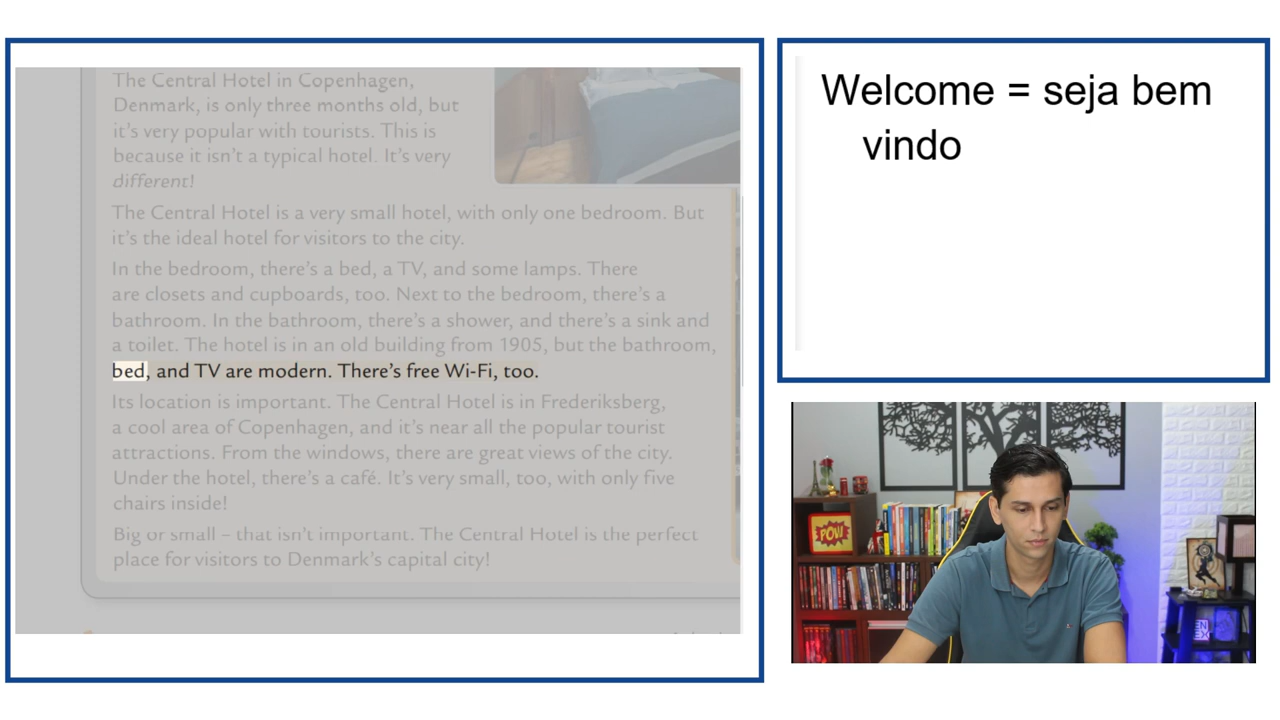 The Central Hotel in Copenhagen,
Denmark, is only three months old, but
it's very popular with tourists. This is
because it isn't a typical hotel. It's very
different!
The Central Hotel is a very small hotel, with only one bedroom. But
it's the ideal hotel for visitors to the city.
In the bedroom, there's a bed, a TV, and some lamps. There
are closets and cupboards, too. Next to the bedroom, there's a
bathroom. In the bathroom, there's a shower, and there's a sink and
a toilet. The hotel is in an old building from 1905, but the bathroom,
bed, and TV are modern. There's free Wi-Fi, too.
Its location is important. The Central Hotel is in Frederiksberg,
a cool area of Copenhagen, and it's near all the popular tourist
attractions. From the windows, there are great views of the city.
Under the hotel, there's a café. It's very small, too, with only five
chairs inside!
Big or small – that isn't important. The Central Hotel is the perfect
place for visitors to Denmark's capital city!
Welcome = seja bem
vindo
POW!